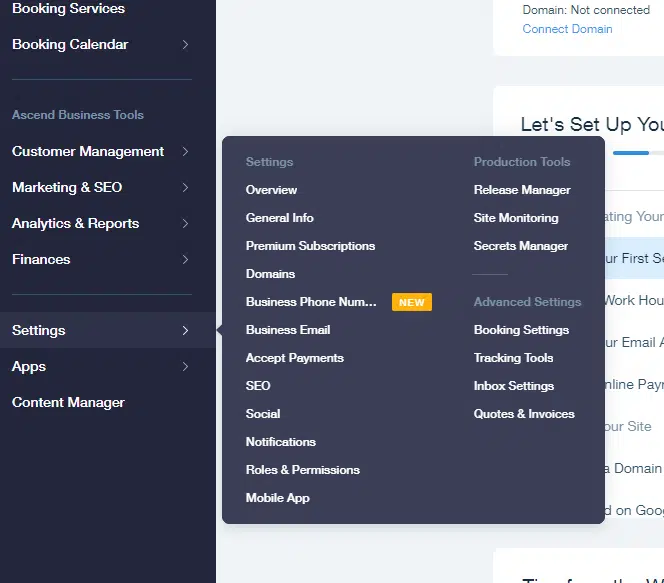 Booking Services
Booking Calendar
Ascend Business Tools
Customer Management
Marketing & SEO
Analytics & Reports
Finances
Settings
Apps
Content Manager
Settings
Overview
General Info
Premium Subscriptions
Domains
Business Phone Num... NEW
Business Email
Accept Payments
SEO
Social
Notifications
Roles & Permissions
Mobile App
Production Tools
Release Manager
Site Monitoring
Secrets Manager
Advanced Settings
Booking Settings
Tracking Tools
Inbox Settings
Quotes & Invoices
Domain: Not connected
Connect Domain
Let's Set Up You
ating Your
ur First Se
Work Hou
ur Email A
nline Payr
our Site
a Domain
d on Goog